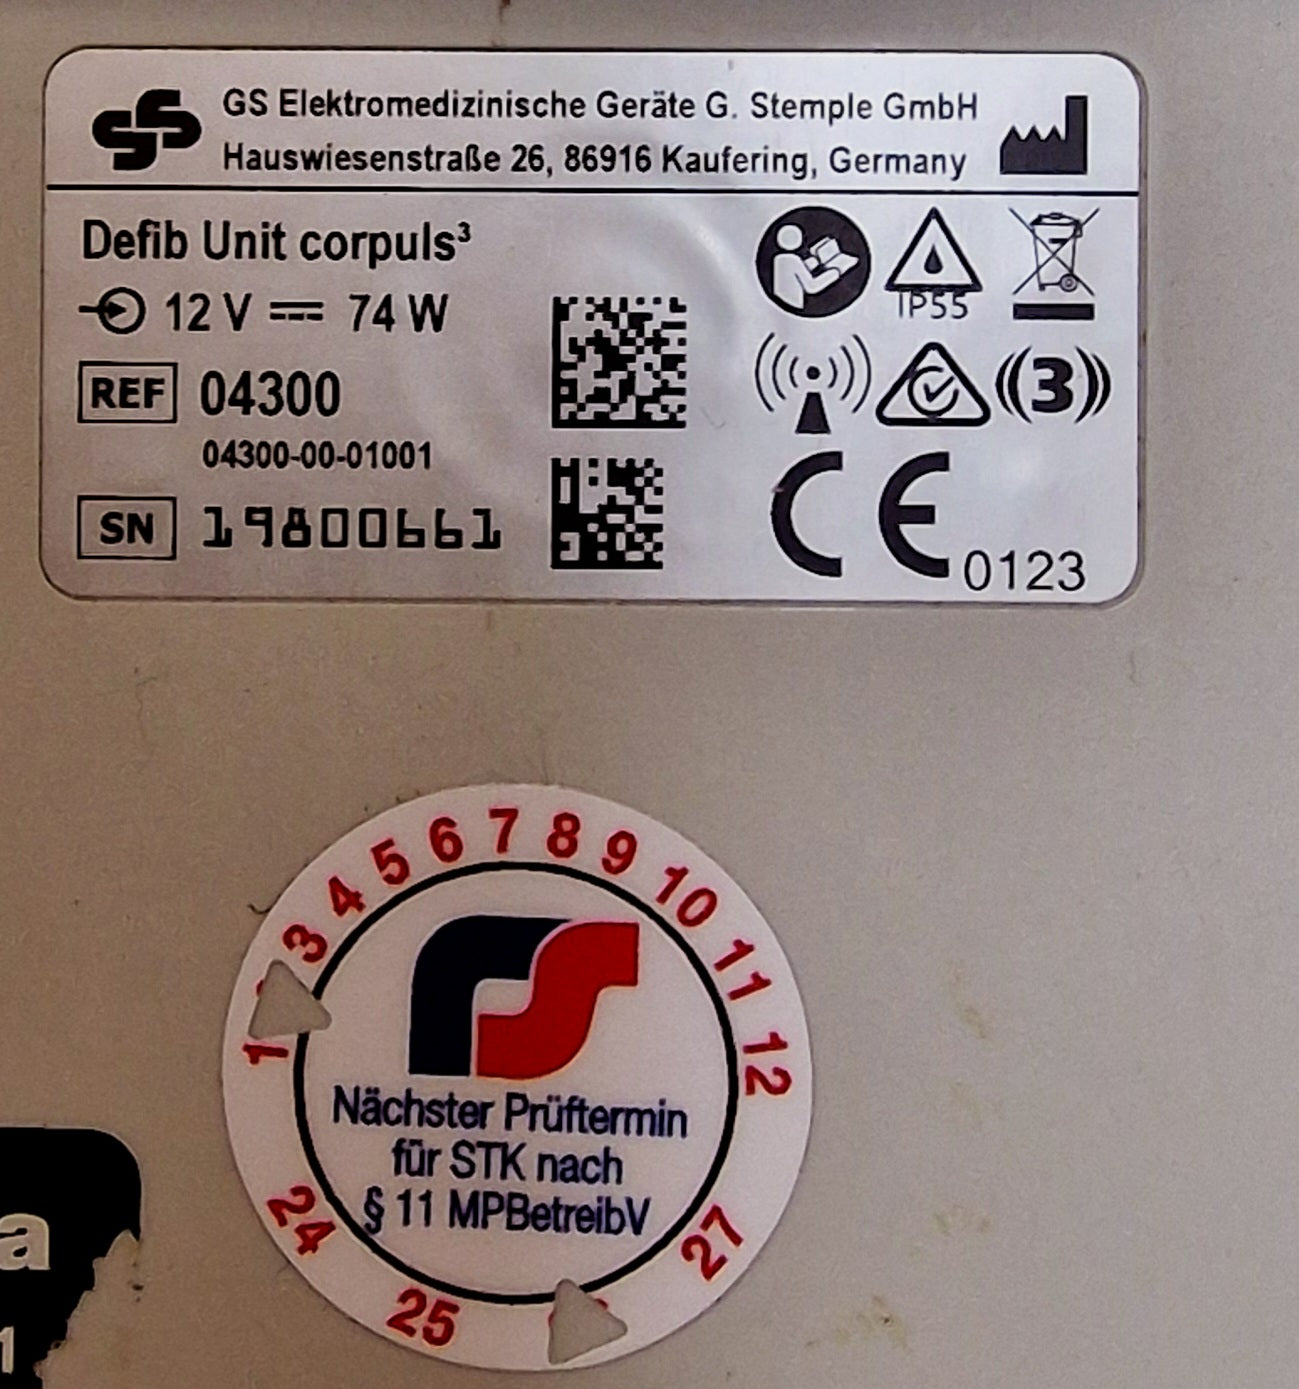 GS Elektromedizinische Geräte G. Stemple GmbH
Hauswiesenstraße 26, 86916 Kaufering, Germany
Defib Unit corpuls³
12 V 74 W
IP55
REF 04300
04300-00-01001
((3))
SN 19800661
CE 0123
1 3 4 5 6 7 8 9 10 11 12
Nächster Prüftermin
für STK nach
§ 11 MPBetreibV
24 25 27
a
1